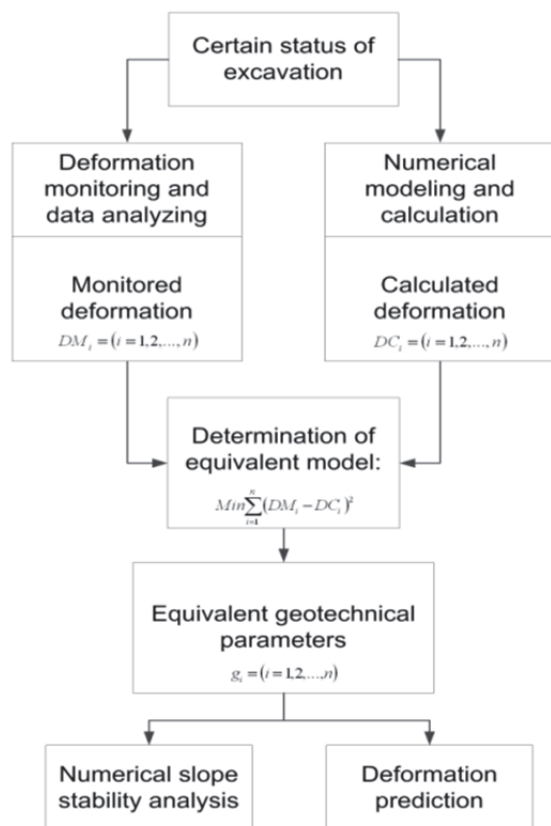 Certain status of
excavation
Deformation
monitoring and
data analyzing
Monitored
deformation
DM_i = (i = 1,2,...,n)
Numerical
modeling and
calculation
Calculated
deformation
DC_i = (i = 1,2,...,n)
Determination of
equivalent model:
Min∑_{i=1}^{n}(DM_i − DC_i)²
Equivalent geotechnical
parameters
g_i = (i = 1,2,...,n)
Numerical slope
stability analysis
Deformation
prediction